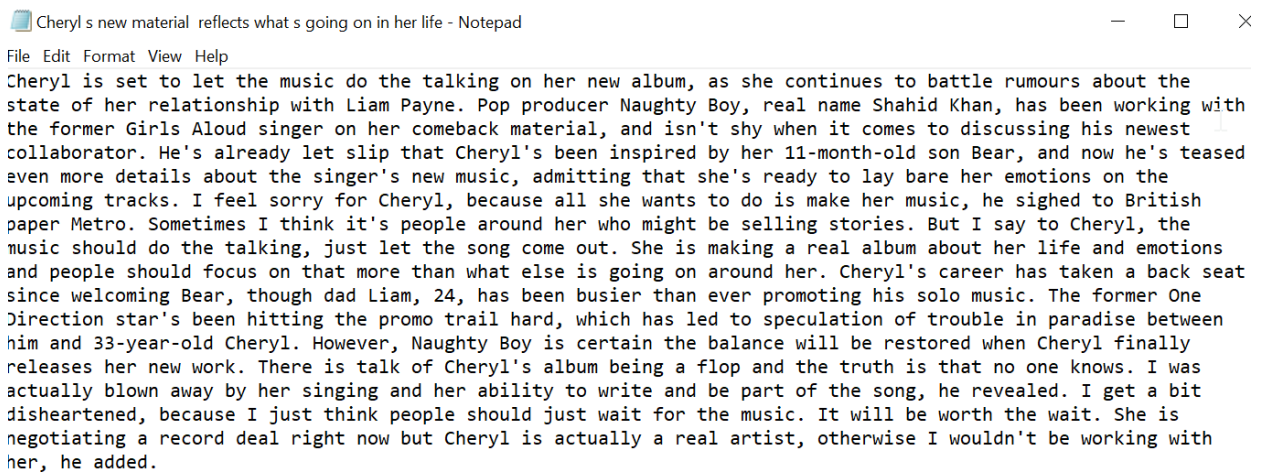 Cheryl s new material  reflects what s going on in her life - Notepad
File Edit Format View Help
Cheryl is set to let the music do the talking on her new album, as she continues to battle rumours about the
state of her relationship with Liam Payne. Pop producer Naughty Boy, real name Shahid Khan, has been working with
the former Girls Aloud singer on her comeback material, and isn't shy when it comes to discussing his newest
collaborator. He's already let slip that Cheryl's been inspired by her 11-month-old son Bear, and now he's teased
even more details about the singer's new music, admitting that she's ready to lay bare her emotions on the
upcoming tracks. I feel sorry for Cheryl, because all she wants to do is make her music, he sighed to British
paper Metro. Sometimes I think it's people around her who might be selling stories. But I say to Cheryl, the
music should do the talking, just let the song come out. She is making a real album about her life and emotions
and people should focus on that more than what else is going on around her. Cheryl's career has taken a back seat
since welcoming Bear, though dad Liam, 24, has been busier than ever promoting his solo music. The former One
Direction star's been hitting the promo trail hard, which has led to speculation of trouble in paradise between
him and 33-year-old Cheryl. However, Naughty Boy is certain the balance will be restored when Cheryl finally
releases her new work. There is talk of Cheryl's album being a flop and the truth is that no one knows. I was
actually blown away by her singing and her ability to write and be part of the song, he revealed. I get a bit
disheartened, because I just think people should just wait for the music. It will be worth the wait. She is
negotiating a record deal right now but Cheryl is actually a real artist, otherwise I wouldn't be working with
her, he added.